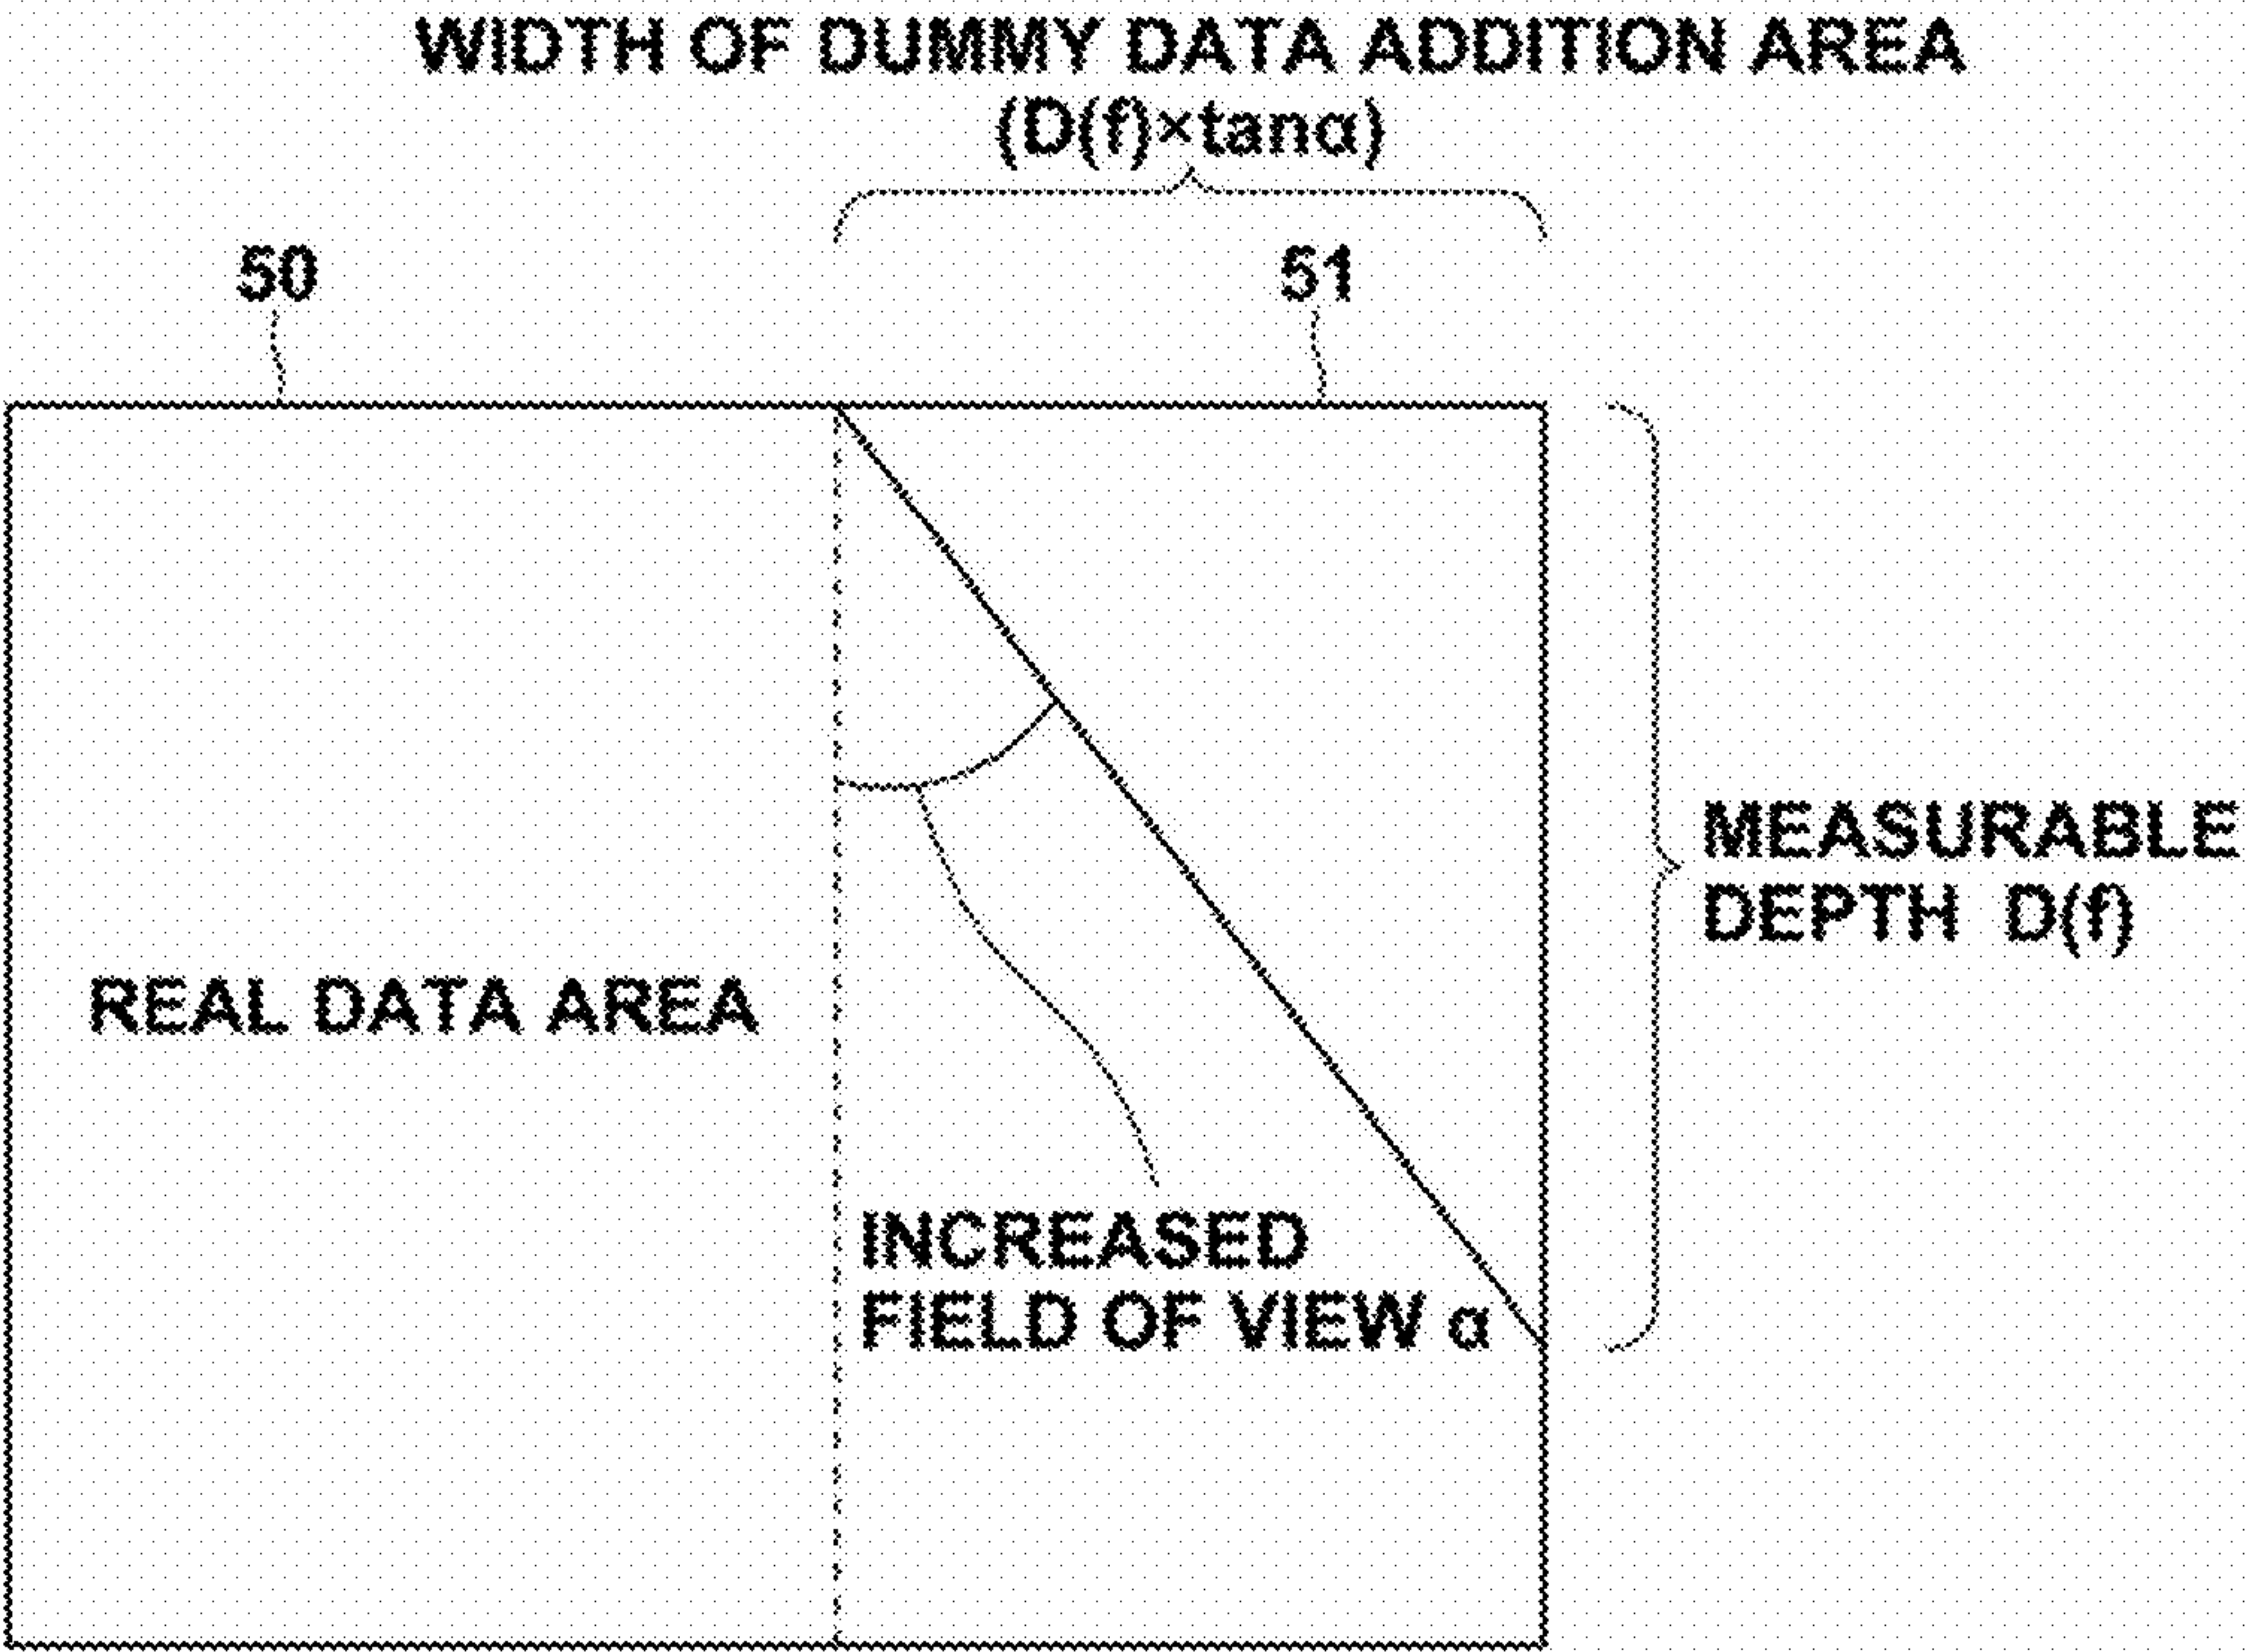 WIDTH OF DUMMY DATA ADDITION AREA
(D(f)×tanα)
50
51
MEASURABLE
DEPTH D(f)
REAL DATA AREA
INCREASED
FIELD OF VIEW α